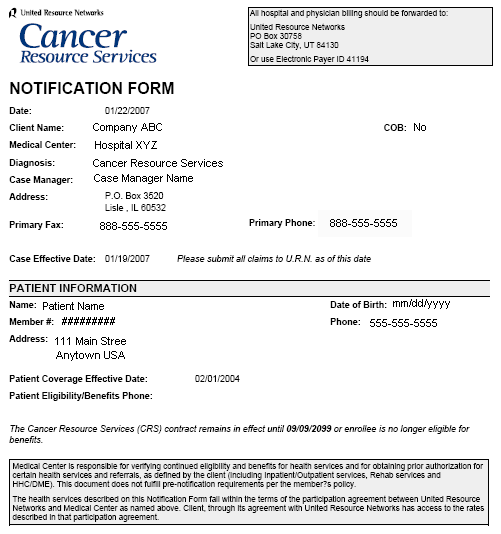 United Resource Networks
Cancer
Resource Services
All hospital and physician billing should be forwarded to:
United Resource Networks
PO Box 30758
Salt Lake City, UT 84130
Or use Electronic Payer ID 41194
NOTIFICATION FORM
Date: 01/22/2007
Client Name: Company ABC COB: No
Medical Center: Hospital XYZ
Diagnosis: Cancer Resource Services
Case Manager: Case Manager Name
Address: P.O. Box 3520
Lisle , IL 60532
Primary Fax: 888-555-5555 Primary Phone: 888-555-5555
Case Effective Date: 01/19/2007 Please submit all claims to U.R.N. as of this date
PATIENT INFORMATION
Name: Patient Name Date of Birth: mm/dd/yyyy
Member #: ######### Phone: 555-555-5555
Address: 111 Main Stree
Anytown USA
Patient Coverage Effective Date: 02/01/2004
Patient Eligibility/Benefits Phone:
The Cancer Resource Services (CRS) contract remains in effect until 09/09/2099 or enrollee is no longer eligible for
benefits.
Medical Center is responsible for verifying continued eligibility and benefits for health services and for obtaining prior authorization for
certain health services and referrals, as defined by the client (including Inpatient/Outpatient services, Rehab services and
HHC/DME). This document does not fulfill pre-notification requirements per the member?s policy.
The health services described on this Notification Form fall within the terms of the participation agreement between United Resource
Networks and Medical Center as named above. Client, through its agreement with United Resource Networks has access to the rates
described in that participation agreement.